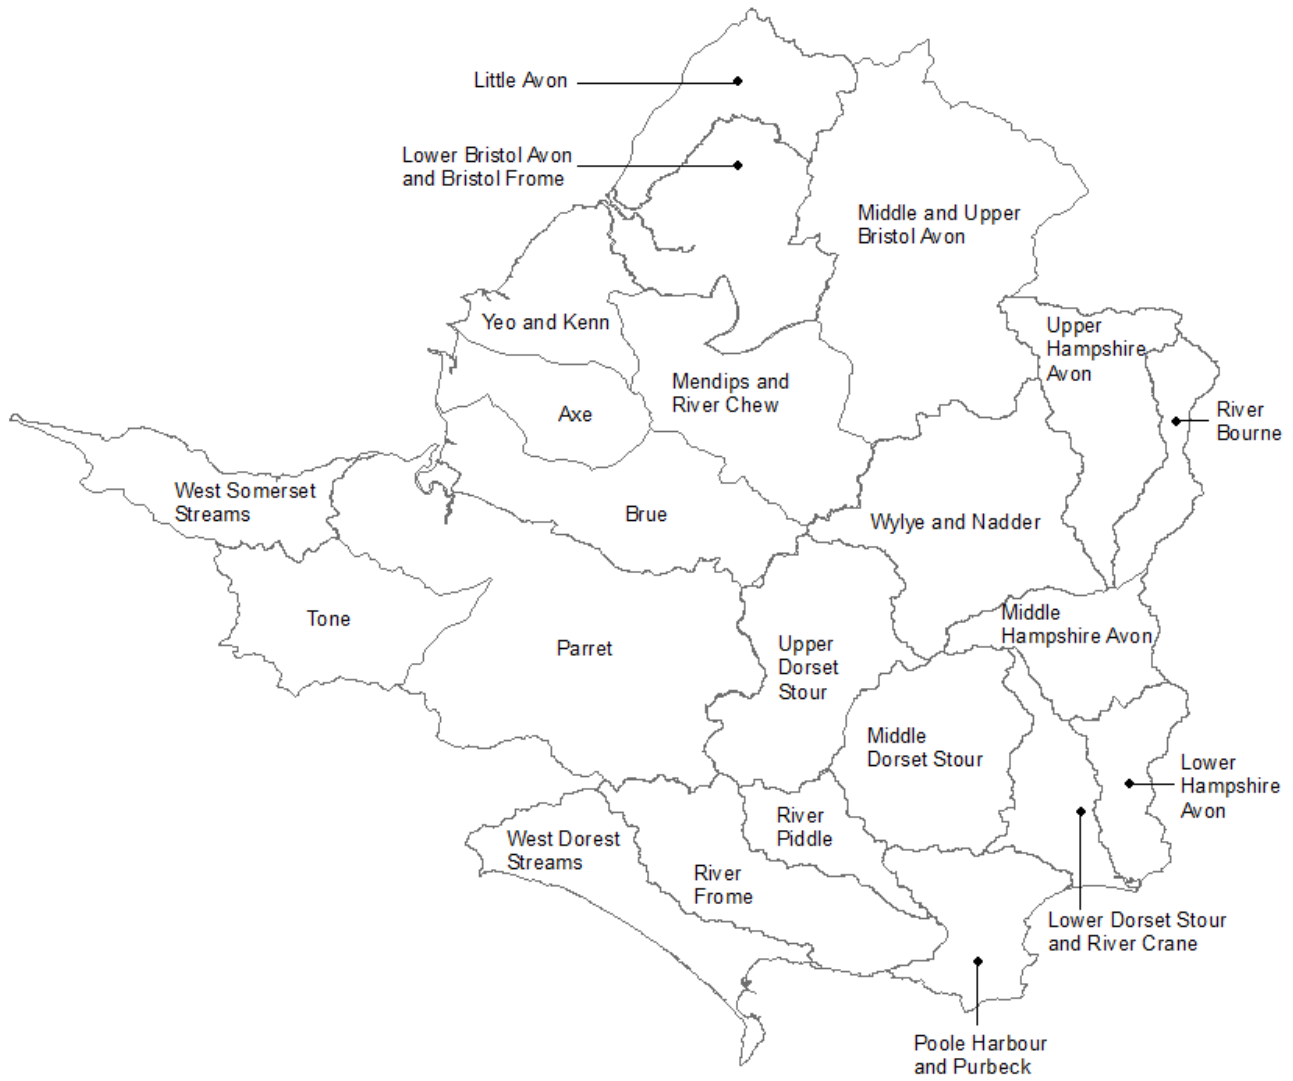 Little Avon
Lower Bristol Avon
and Bristol Frome
Middle and Upper
Bristol Avon
Yeo and Kenn
Upper
Hampshire
Avon
Mendips and
River Chew
Axe
River
Bourne
West Somerset
Streams
Brue
Wylye and Nadder
Tone
Parret
Upper
Dorset
Stour
Middle
Hampshire Avon
Middle
Dorset Stour
Lower
Hampshire
Avon
River
Piddle
West Dorest
Streams
River
Frome
Lower Dorset Stour
and River Crane
Poole Harbour
and Purbeck